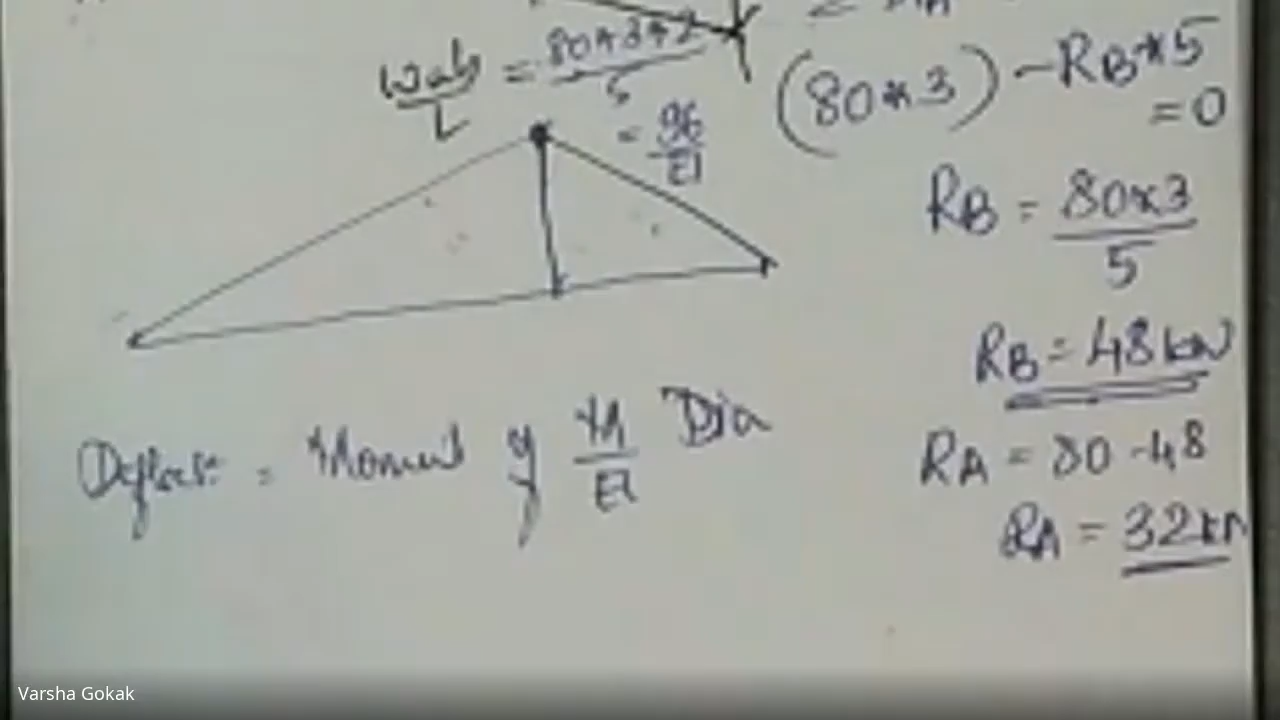 Wab/L = 80*3*2/5
= 96/EI
(80*3) - RB*5
= 0
RB = 80*3/5
RB = 48 kN
RA = 80 - 48
RA = 32 kN
Deflect = Moment of M/EI Dia
Varsha Gokak